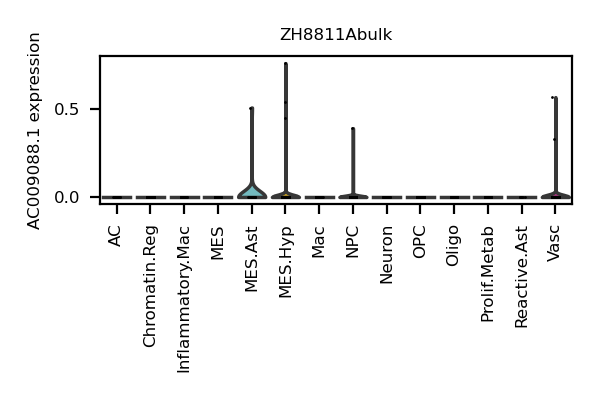 ZH8811Abulk
AC009088.1 expression
0.5
0.0
AC
Chromatin.Reg
Inflammatory.Mac
MES
MES.Ast
MES.Hyp
Mac
NPC
Neuron
OPC
Oligo
Prolif.Metab
Reactive.Ast
Vasc